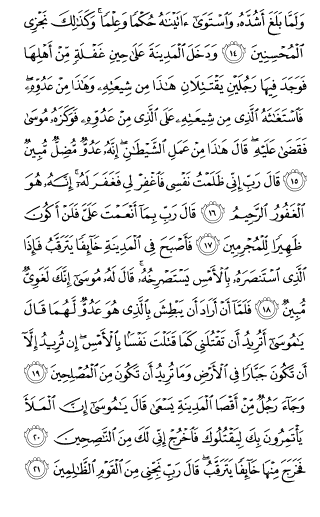 وَلَمَّا بَلَغَ أَشُدَّهُۥ وَٱسْتَوَىٰٓ ءَاتَيْنَـٰهُ حُكْمًا وَعِلْمًا ۚ وَكَذَٰلِكَ نَجْزِى
ٱلْمُحْسِنِينَ ١٤ وَدَخَلَ ٱلْمَدِينَةَ عَلَىٰ حِينِ غَفْلَةٍ مِّنْ أَهْلِهَا
فَوَجَدَ فِيهَا رَجُلَيْنِ يَقْتَتِلَانِ هَـٰذَا مِن شِيعَتِهِۦ وَهَـٰذَا مِنْ عَدُوِّهِۦ ۖ
فَٱسْتَغَـٰثَهُ ٱلَّذِى مِن شِيعَتِهِۦ عَلَى ٱلَّذِى مِنْ عَدُوِّهِۦ فَوَكَزَهُۥ مُوسَىٰ
فَقَضَىٰ عَلَيْهِ ۖ قَالَ هَـٰذَا مِنْ عَمَلِ ٱلشَّيْطَـٰنِ ۖ إِنَّهُۥ عَدُوٌّ مُّضِلٌّ مُّبِينٌ
١٥ قَالَ رَبِّ إِنِّى ظَلَمْتُ نَفْسِى فَٱغْفِرْ لِى فَغَفَرَ لَهُۥٓ ۚ إِنَّهُۥ هُوَ
ٱلْغَفُورُ ٱلرَّحِيمُ ١٦ قَالَ رَبِّ بِمَآ أَنْعَمْتَ عَلَىَّ فَلَنْ أَكُونَ
ظَهِيرًا لِّلْمُجْرِمِينَ ١٧ فَأَصْبَحَ فِى ٱلْمَدِينَةِ خَآئِفًا يَتَرَقَّبُ فَإِذَا
ٱلَّذِى ٱسْتَنصَرَهُۥ بِٱلْأَمْسِ يَسْتَصْرِخُهُۥ ۚ قَالَ لَهُۥ مُوسَىٰٓ إِنَّكَ لَغَوِىٌّ
مُّبِينٌ ١٨ فَلَمَّآ أَنْ أَرَادَ أَن يَبْطِشَ بِٱلَّذِى هُوَ عَدُوٌّ لَّهُمَا قَالَ
يَـٰمُوسَىٰٓ أَتُرِيدُ أَن تَقْتُلَنِى كَمَا قَتَلْتَ نَفْسًۢا بِٱلْأَمْسِ ۖ إِن تُرِيدُ إِلَّآ
أَن تَكُونَ جَبَّارًا فِى ٱلْأَرْضِ وَمَا تُرِيدُ أَن تَكُونَ مِنَ ٱلْمُصْلِحِينَ ١٩
وَجَآءَ رَجُلٌ مِّنْ أَقْصَا ٱلْمَدِينَةِ يَسْعَىٰ قَالَ يَـٰمُوسَىٰٓ إِنَّ ٱلْمَلَأَ
يَأْتَمِرُونَ بِكَ لِيَقْتُلُوكَ فَٱخْرُجْ إِنِّى لَكَ مِنَ ٱلنَّـٰصِحِينَ ٢٠
فَخَرَجَ مِنْهَا خَآئِفًا يَتَرَقَّبُ ۖ قَالَ رَبِّ نَجِّنِى مِنَ ٱلْقَوْمِ ٱلظَّـٰلِمِينَ ٢١